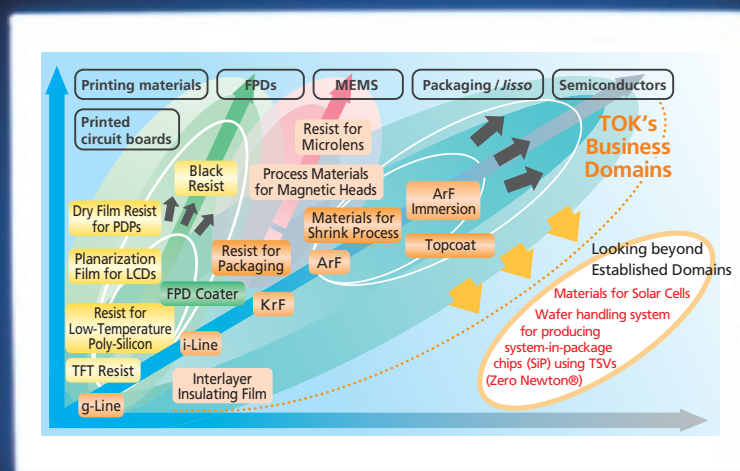 Printing materials
FPDs
MEMS
Packaging/Jisso
Semiconductors
Printed
circuit boards
TOK's
Business
Domains
Resist for
Microlens
Black
Resist
Process Materials
for Magnetic Heads
ArF
Immersion
Dry Film Resist
for PDPs
Materials for
Shrink Process
Topcoat
Resist for
Packaging
ArF
Planarization
Film for LCDs
FPD Coater
KrF
Resist for
Low-Temperature
Poly-Silicon
i-Line
TFT Resist
Interlayer
Insulating Film
g-Line
Looking beyond
Established Domains
Materials for Solar Cells
Wafer handling system
for producing
system-in-package
chips (SiP) using TSVs
(Zero Newton®)